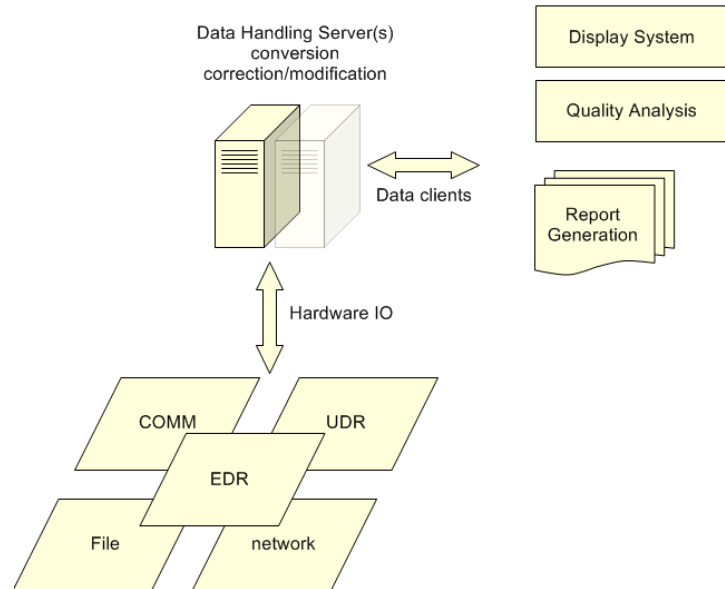 Data Handling Server(s)
conversion
correction/modification
Display System
Quality Analysis
Data clients
Report
Generation
Hardware IO
COMM
UDR
EDR
File
network